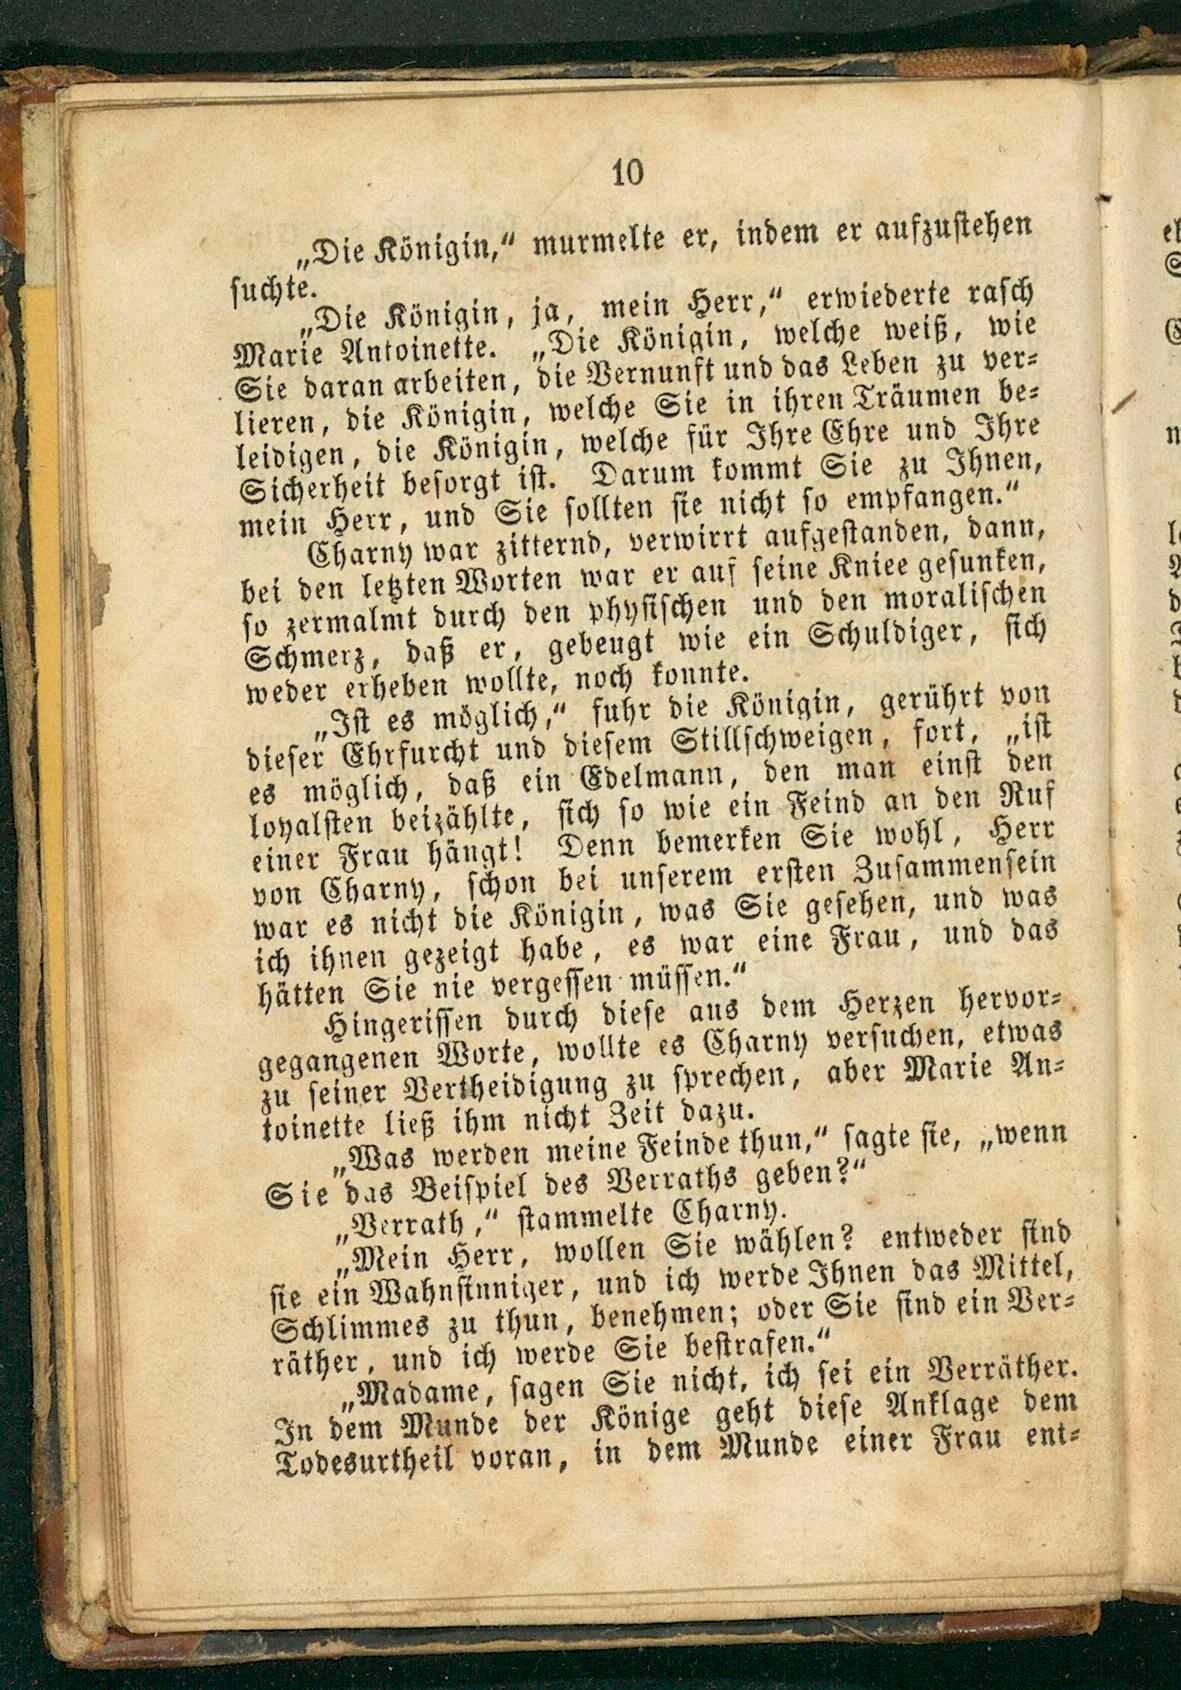 10
„Die Königin,“ murmelte er, indem er aufzustehen
suchte.
„Die Königin, ja, mein Herr,“ erwiederte rasch
Marie Antoinette. „Die Königin, welche weiß, wie
Sie daran arbeiten, die Vernunft und das Leben zu ver-
lieren, die Königin, welche Sie in ihren Träumen be-
leidigen, die Königin, welche für Ihre Ehre und Ihre
Sicherheit besorgt ist. Darum kommt Sie zu Ihnen,
mein Herr, und Sie sollten sie nicht so empfangen.“
Charny war zitternd, verwirrt aufgestanden, dann,
bei den letzten Worten war er auf seine Kniee gesunken,
so zermalmt durch den physischen und den moralischen
Schmerz, daß er, gebeugt wie ein Schuldiger, sich
weder erheben wollte, noch konnte.
„Ist es möglich,“ fuhr die Königin, gerührt von
dieser Ehrfurcht und diesem Stillschweigen, fort, „ist
es möglich, daß ein Edelmann, den man einst den
loyalsten beizählte, sich so wie ein Feind an den Ruf
einer Frau hängt! Denn bemerken Sie wohl, Herr
von Charny, schon bei unserem ersten Zusammensein
war es nicht die Königin, was Sie gesehen, und was
ich ihnen gezeigt habe, es war eine Frau, und das
hätten Sie nie vergessen müssen.“
Hingerissen durch diese aus dem Herzen hervor-
gegangenen Worte, wollte es Charny versuchen, etwas
zu seiner Vertheidigung zu sprechen, aber Marie An-
toinette ließ ihm nicht Zeit dazu.
„Was werden meine Feinde thun,“ sagte sie, „wenn
Sie das Beispiel des Verraths geben?“
„Verrath,“ stammelte Charny.
„Mein Herr, wollen Sie wählen? entweder sind
sie ein Wahnsinniger, und ich werde Ihnen das Mittel,
Schlimmes zu thun, benehmen; oder Sie sind ein Ver-
räther, und ich werde Sie bestrafen.“
„Madame, sagen Sie nicht, ich sei ein Verräther.
In dem Munde der Könige geht diese Anklage dem
Todesurtheil voran, in dem Munde einer Frau ent-